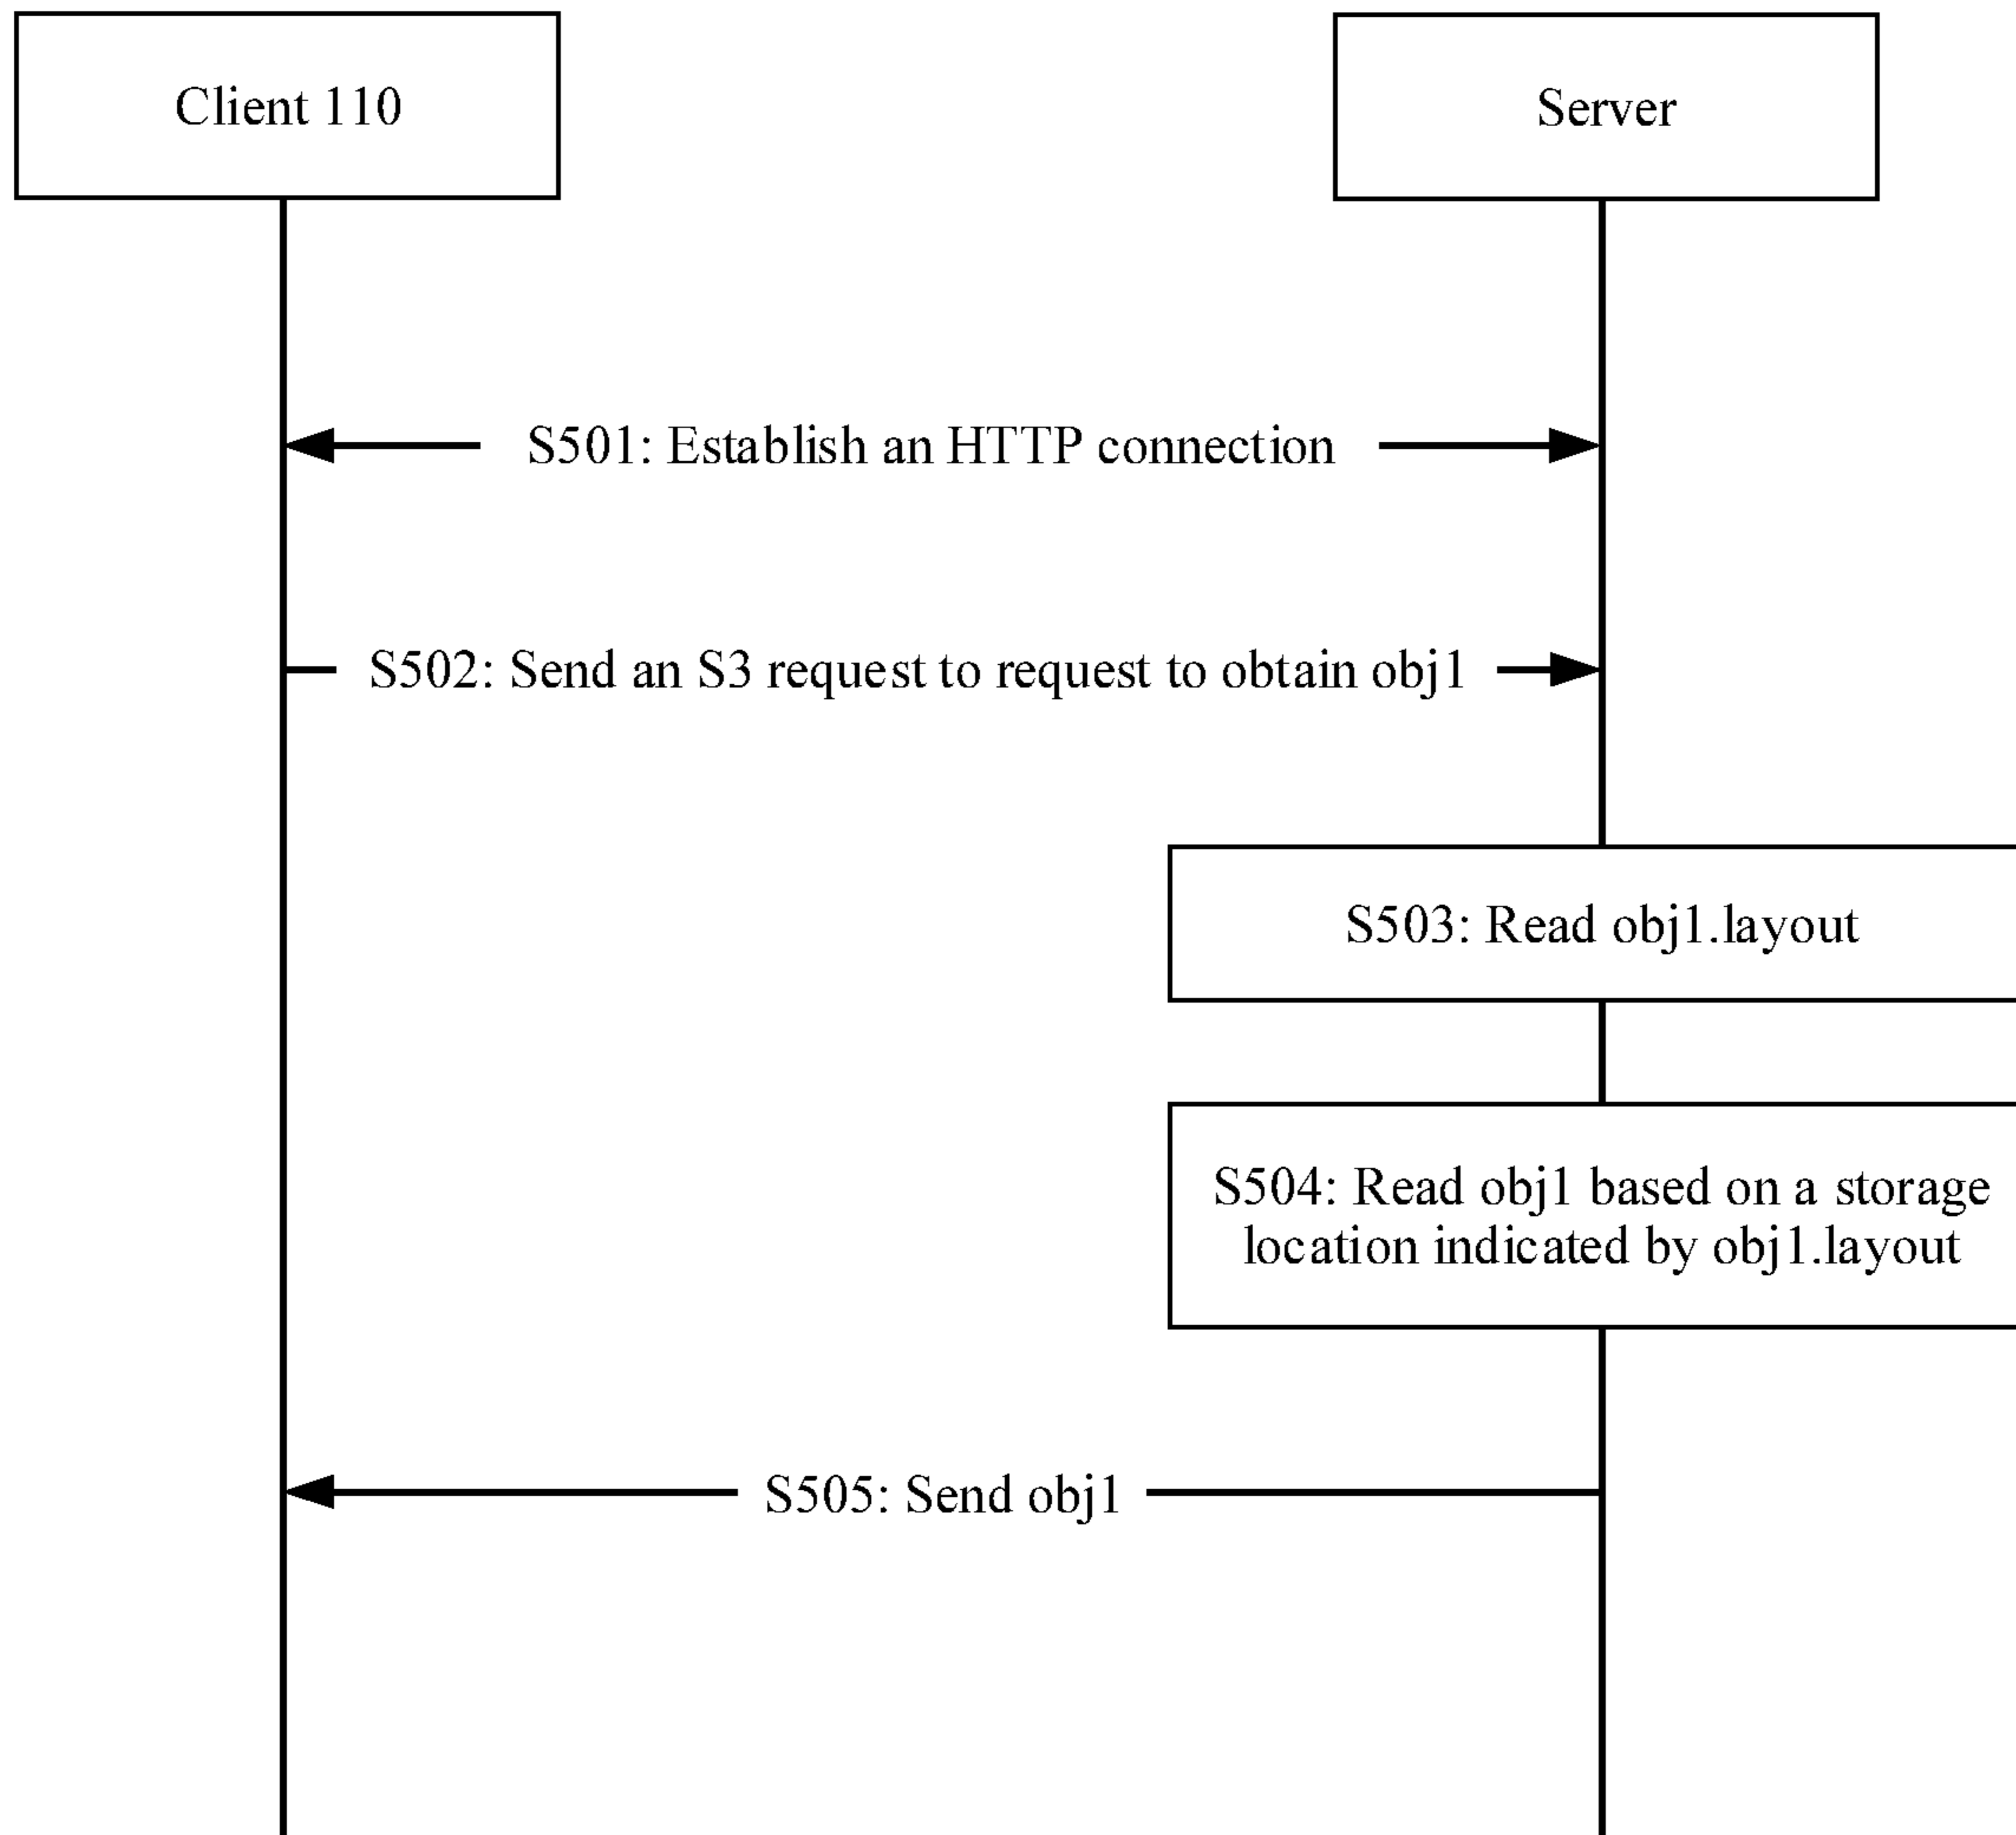 Client 110
Server
S501: Establish an HTTP connection
S502: Send an S3 request to request to obtain obj1
S503: Read obj1.layout
S504: Read obj1 based on a storage
location indicated by obj1.layout
S505: Send obj1